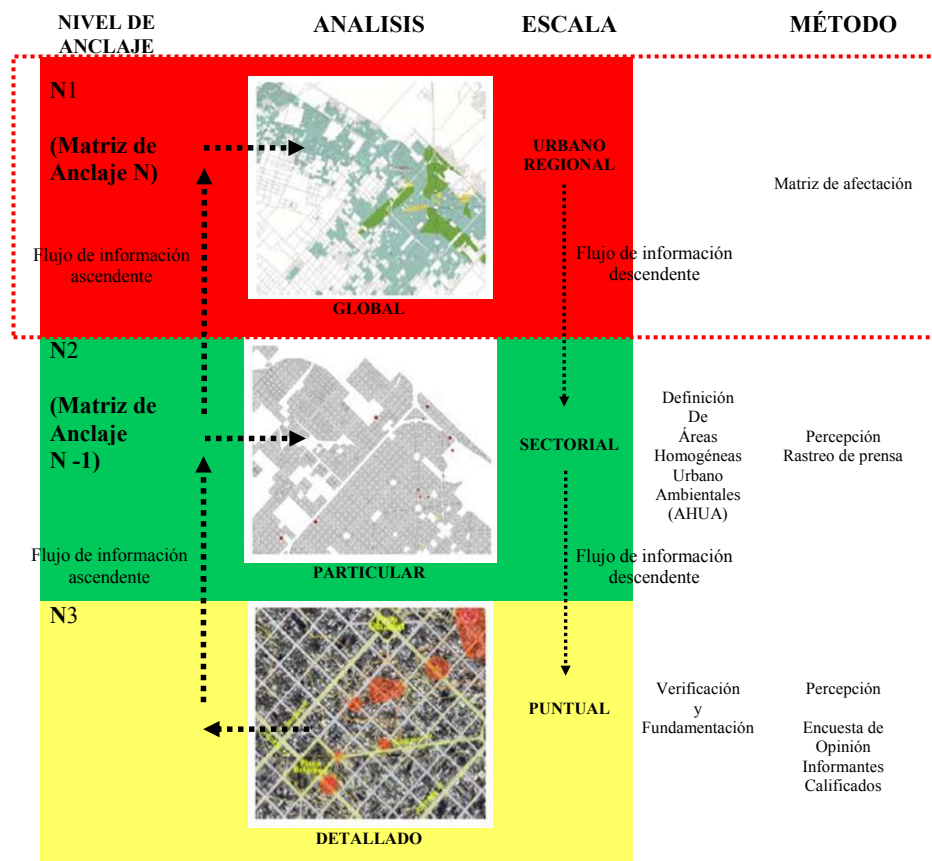 NIVEL DE
ANCLAJE
ANALISIS
ESCALA
MÉTODO
N1
(Matriz de
Anclaje N)
URBANO
REGIONAL
Matriz de afectación
Flujo de información
ascendente
Flujo de información
descendente
GLOBAL
N2
(Matriz de
Anclaje
N -1)
SECTORIAL
Definición
De
Áreas
Homogéneas
Urbano
Ambientales
(AHUA)
Percepción
Rastreo de prensa
Flujo de información
ascendente
Flujo de información
descendente
PARTICULAR
N3
PUNTUAL
Verificación
y
Fundamentación
Percepción
Encuesta de
Opinión
Informantes
Calificados
DETALLADO